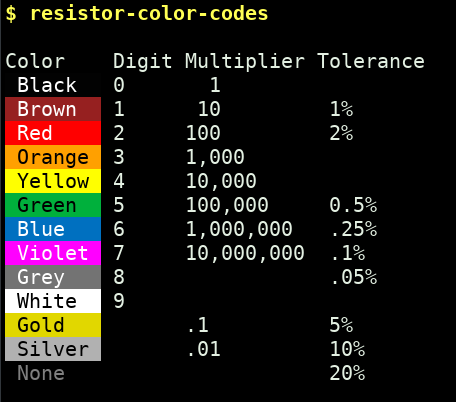 $ resistor-color-codes
Color Digit Multiplier Tolerance
Black 0 1
Brown 1 10 1%
Red 2 100 2%
Orange 3 1,000
Yellow 4 10,000
Green 5 100,000 0.5%
Blue 6 1,000,000 .25%
Violet 7 10,000,000 .1%
Grey 8 .05%
White 9
Gold .1 5%
Silver .01 10%
None 20%